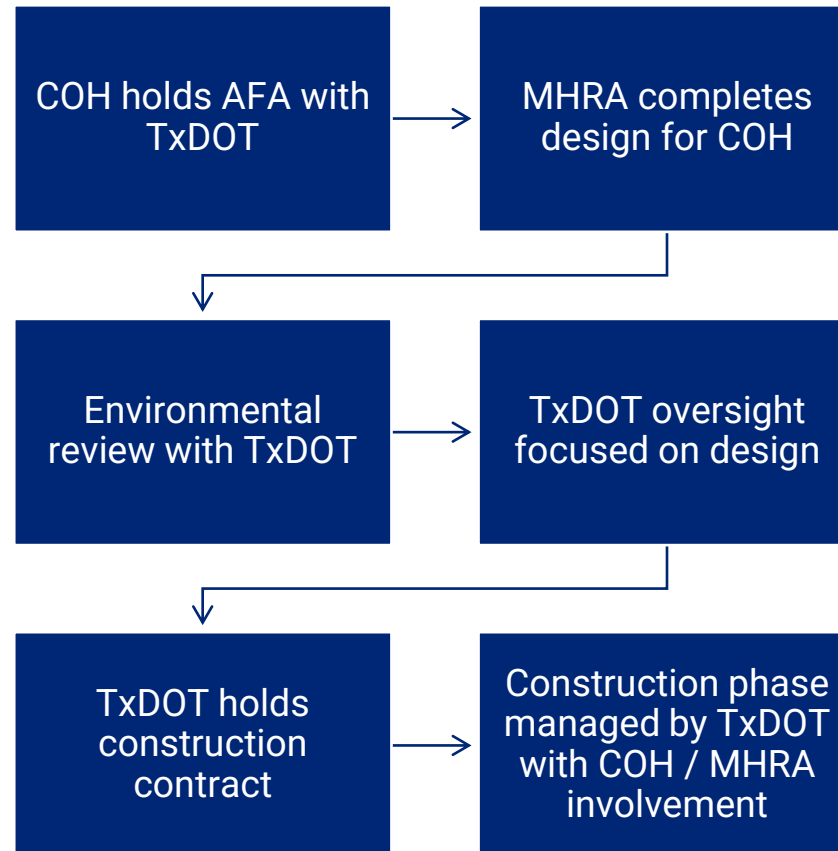 COH holds AFA with
TxDOT
MHRA completes
design for COH
Environmental
review with TxDOT
TxDOT oversight
focused on design
TxDOT holds
construction
contract
Construction phase
managed by TxDOT
with COH / MHRA
involvement